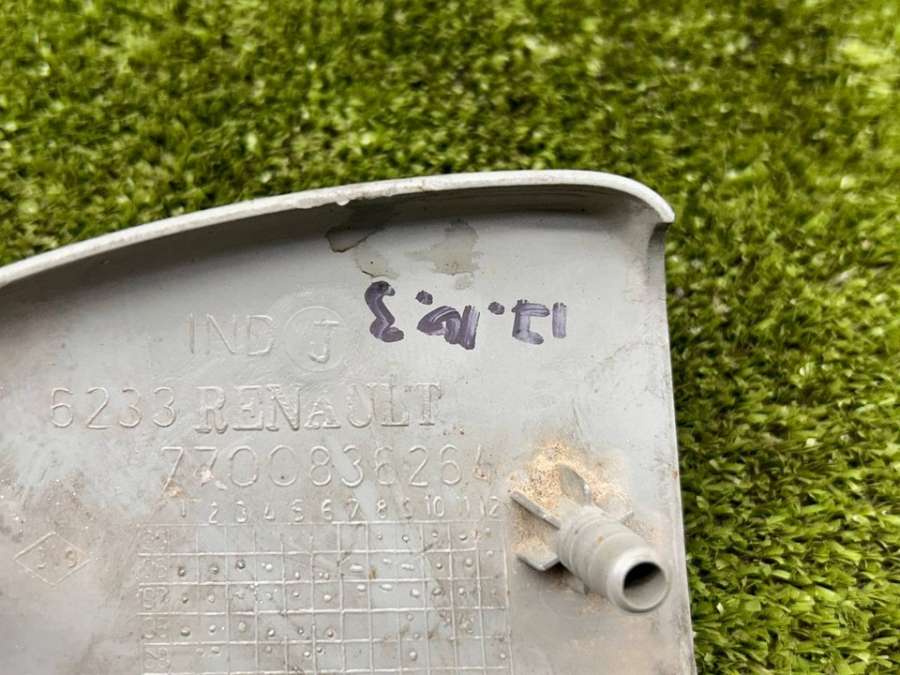 IND J
6233 RENAULT
7700836264
1 2 3 4 5 6 7 8 9 10 11 12